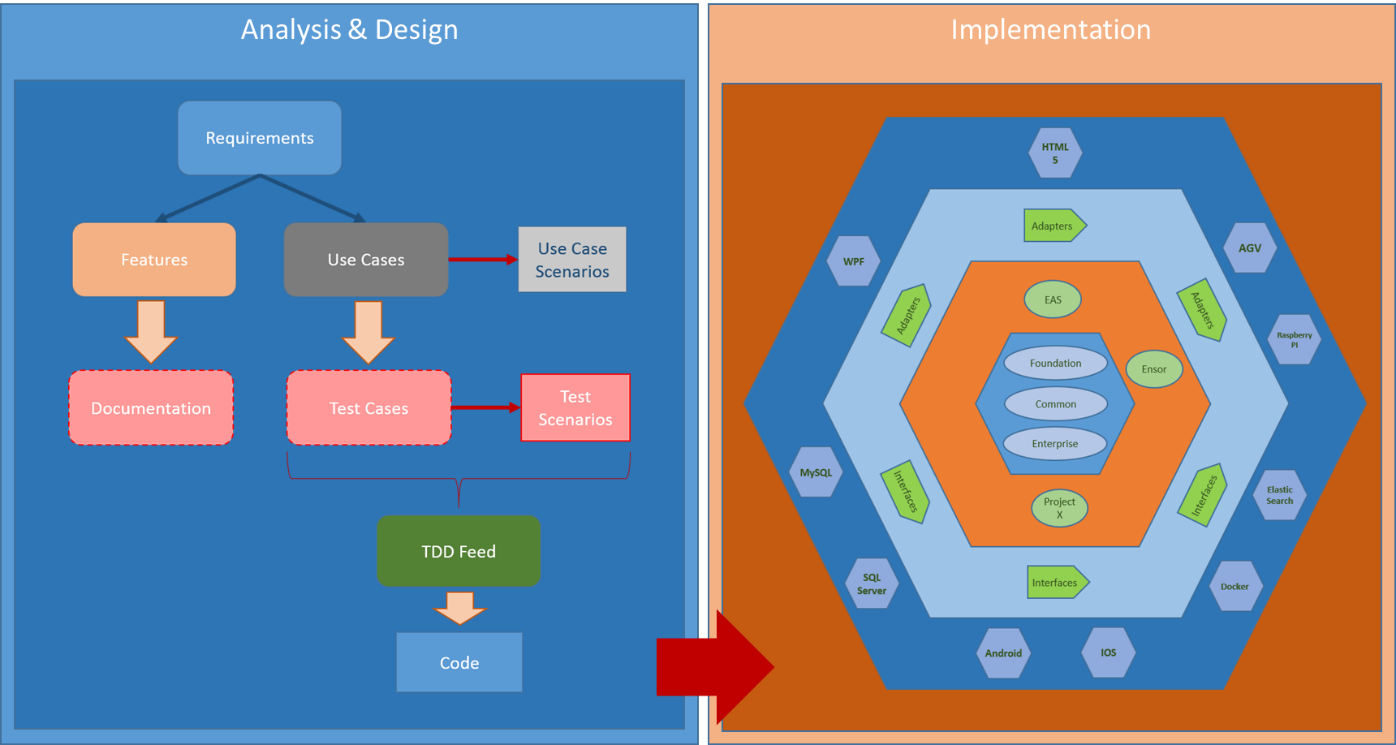 Analysis & Design
Requirements
Features
Use Cases
Use Case
Scenarios
Documentation
Test Cases
Test
Scenarios
TDD Feed
Code
Implementation
HTML
5
Adapters
WPF
AGV
Adapters
Adapters
EAS
Raspberry
PI
Foundation
Ensor
Common
Enterprise
MySQL
Interfaces
Interfaces
Elastic
Search
Project
X
SQL
Server
Interfaces
Docker
Android
IOS